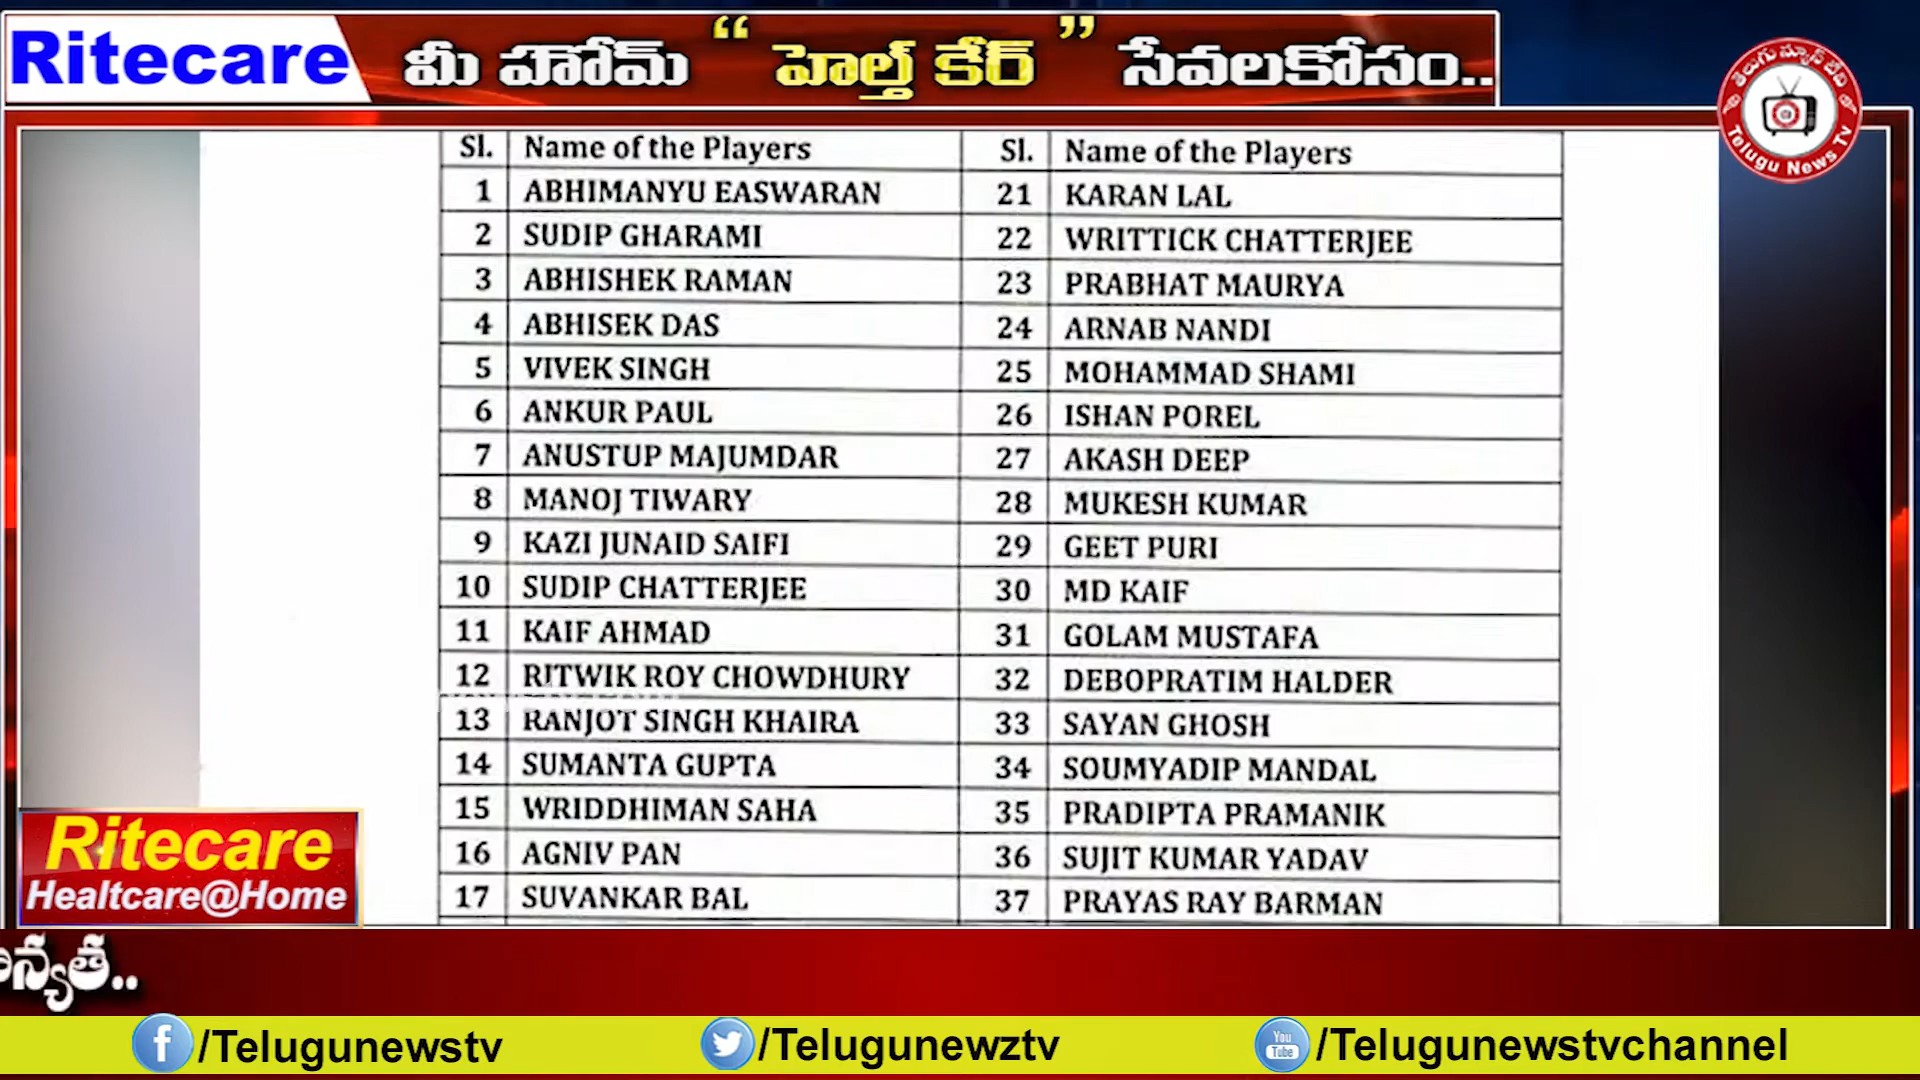 Ritecare మీ హోమ్ “ హెల్త్ కేర్ ” సేవలకోసం..
తెలుగు న్యూస్ టీవి
Telugu News Tv
Sl. Name of the Players Sl. Name of the Players
1 ABHIMANYU EASWARAN 21 KARAN LAL
2 SUDIP GHARAMI 22 WRITTICK CHATTERJEE
3 ABHISHEK RAMAN 23 PRABHAT MAURYA
4 ABHISEK DAS 24 ARNAB NANDI
5 VIVEK SINGH 25 MOHAMMAD SHAMI
6 ANKUR PAUL 26 ISHAN POREL
7 ANUSTUP MAJUMDAR 27 AKASH DEEP
8 MANOJ TIWARY 28 MUKESH KUMAR
9 KAZI JUNAID SAIFI 29 GEET PURI
10 SUDIP CHATTERJEE 30 MD KAIF
11 KAIF AHMAD 31 GOLAM MUSTAFA
12 RITWIK ROY CHOWDHURY 32 DEBOPRATIM HALDER
13 RANJOT SINGH KHAIRA 33 SAYAN GHOSH
14 SUMANTA GUPTA 34 SOUMYADIP MANDAL
15 WRIDDHIMAN SAHA 35 PRADIPTA PRAMANIK
16 AGNIV PAN 36 SUJIT KUMAR YADAV
17 SUVANKAR BAL 37 PRAYAS RAY BARMAN
Ritecare
Healtcare@Home
/Telugunewstv /Telugunewztv You Tube /Telugunewstvchannel